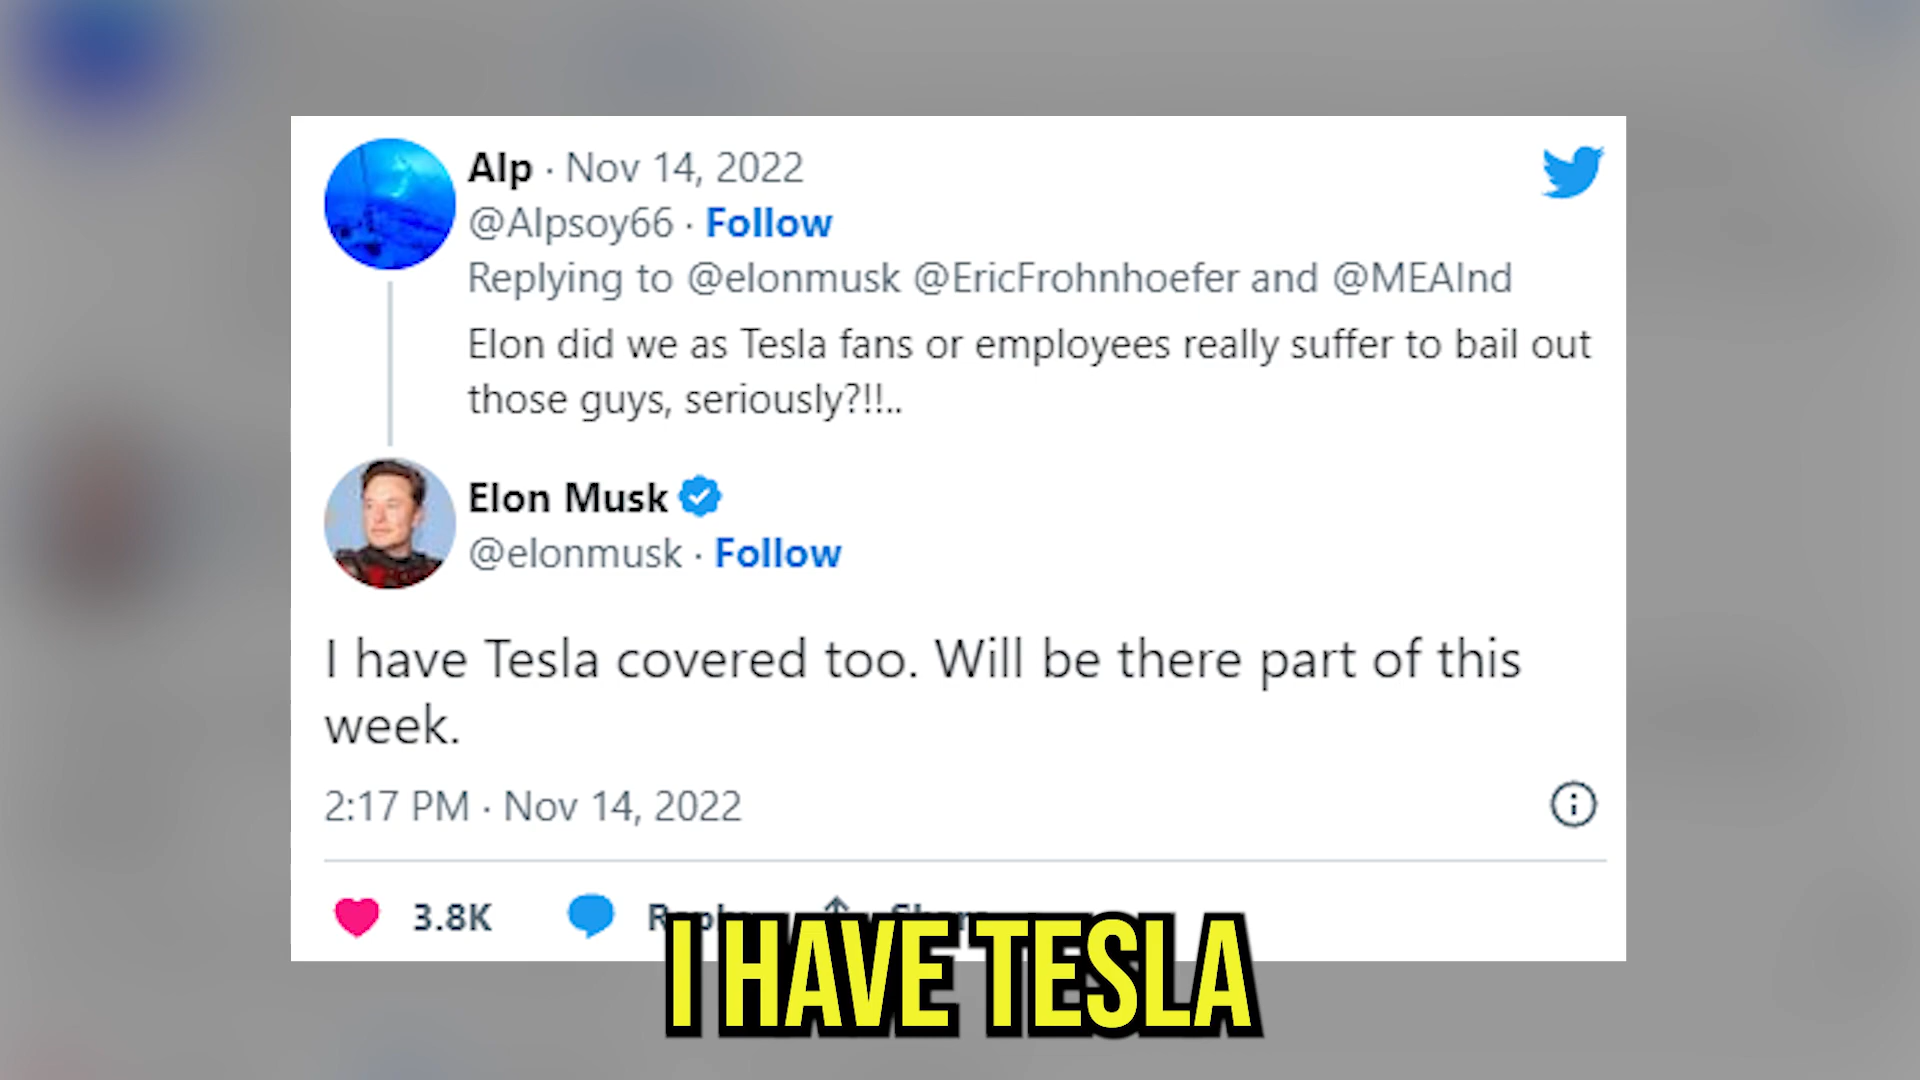 Alp · Nov 14, 2022
@Alpsoy66 · Follow
Replying to @elonmusk @EricFrohnhoefer and @MEAInd
Elon did we as Tesla fans or employees really suffer to bail out
those guys, seriously?!!..
Elon Musk
@elonmusk · Follow
I have Tesla covered too. Will be there part of this
week.
2:17 PM · Nov 14, 2022
3.8K Reply Share
I HAVE TESLA